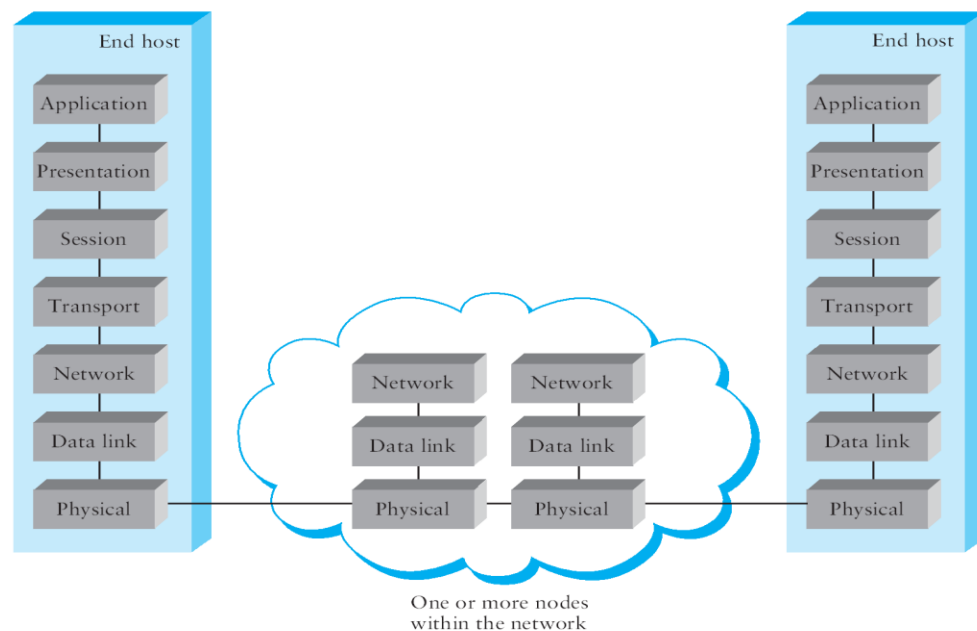 End host
Application
Presentation
Session
Transport
Network
Data link
Physical
Network
Data link
Physical
Network
Data link
Physical
One or more nodes
within the network
End host
Application
Presentation
Session
Transport
Network
Data link
Physical